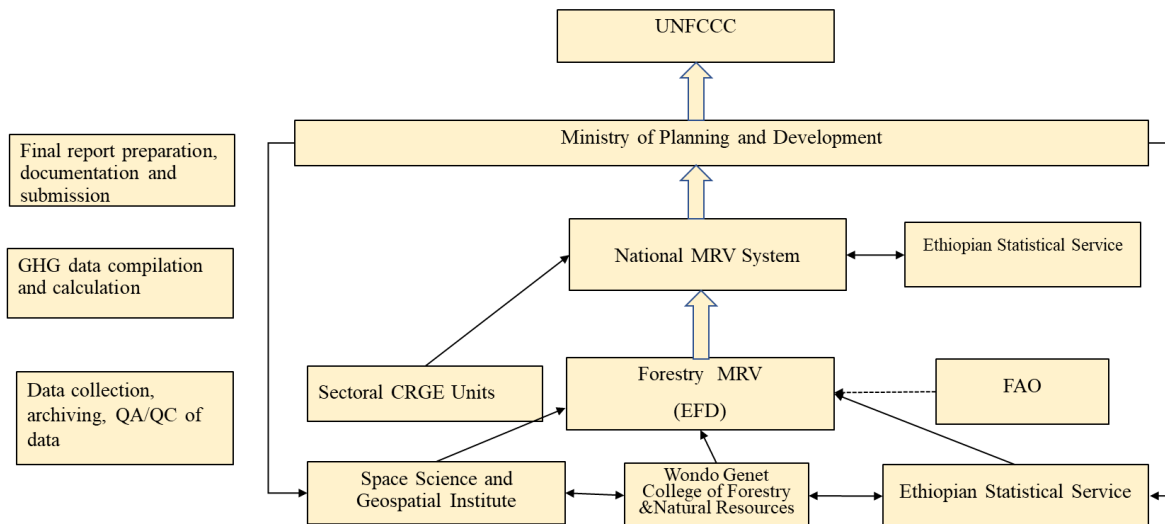 UNFCCC
Ministry of Planning and Development
Final report preparation,
documentation and
submission
National MRV System
Ethiopian Statistical Service
GHG data compilation
and calculation
Forestry MRV
(EFD)
Sectoral CRGE Units
FAO
Data collection,
archiving, QA/QC of
data
Space Science and
Geospatial Institute
Wondo Genet
College of Forestry
&Natural Resources
Ethiopian Statistical Service